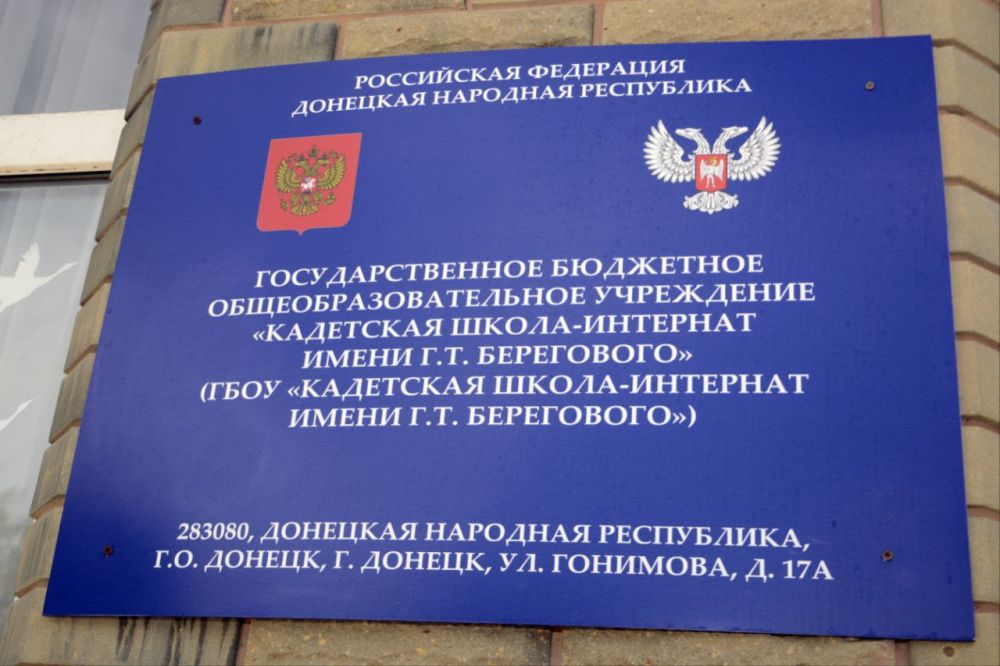 РОССИЙСКАЯ ФЕДЕРАЦИЯ
ДОНЕЦКАЯ НАРОДНАЯ РЕСПУБЛИКА
ГОСУДАРСТВЕННОЕ БЮДЖЕТНОЕ
ОБЩЕОБРАЗОВАТЕЛЬНОЕ УЧРЕЖДЕНИЕ
«КАДЕТСКАЯ ШКОЛА-ИНТЕРНАТ
ИМЕНИ Г.Т. БЕРЕГОВОГО»
(ГБОУ «КАДЕТСКАЯ ШКОЛА-ИНТЕРНАТ
ИМЕНИ Г.Т. БЕРЕГОВОГО»)
283080, ДОНЕЦКАЯ НАРОДНАЯ РЕСПУБЛИКА,
Г.О. ДОНЕЦК, Г. ДОНЕЦК, УЛ. ГОНИМОВА, Д. 17А